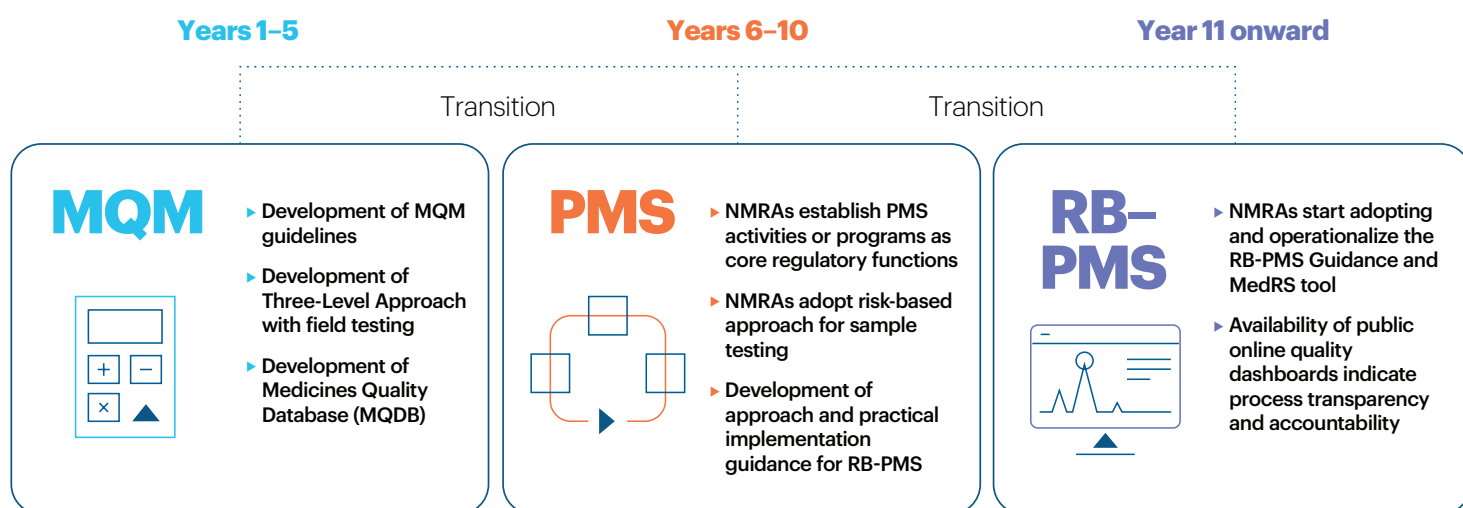 Years 1–5
Years 6–10
Year 11 onward
Transition
Transition
MQM
▸ Development of MQM
guidelines
▸ Development of
Three-Level Approach
with field testing
▸ Development of
Medicines Quality
Database (MQDB)
PMS
▸ NMRAs establish PMS
activities or programs as
core regulatory functions
▸ NMRAs adopt risk-based
approach for sample
testing
▸ Development of
approach and practical
implementation
guidance for RB-PMS
RB–
PMS
▸ NMRAs start adopting
and operationalize the
RB-PMS Guidance and
MedRS tool
▸ Availability of public
online quality
dashboards indicate
process transparency
and accountability